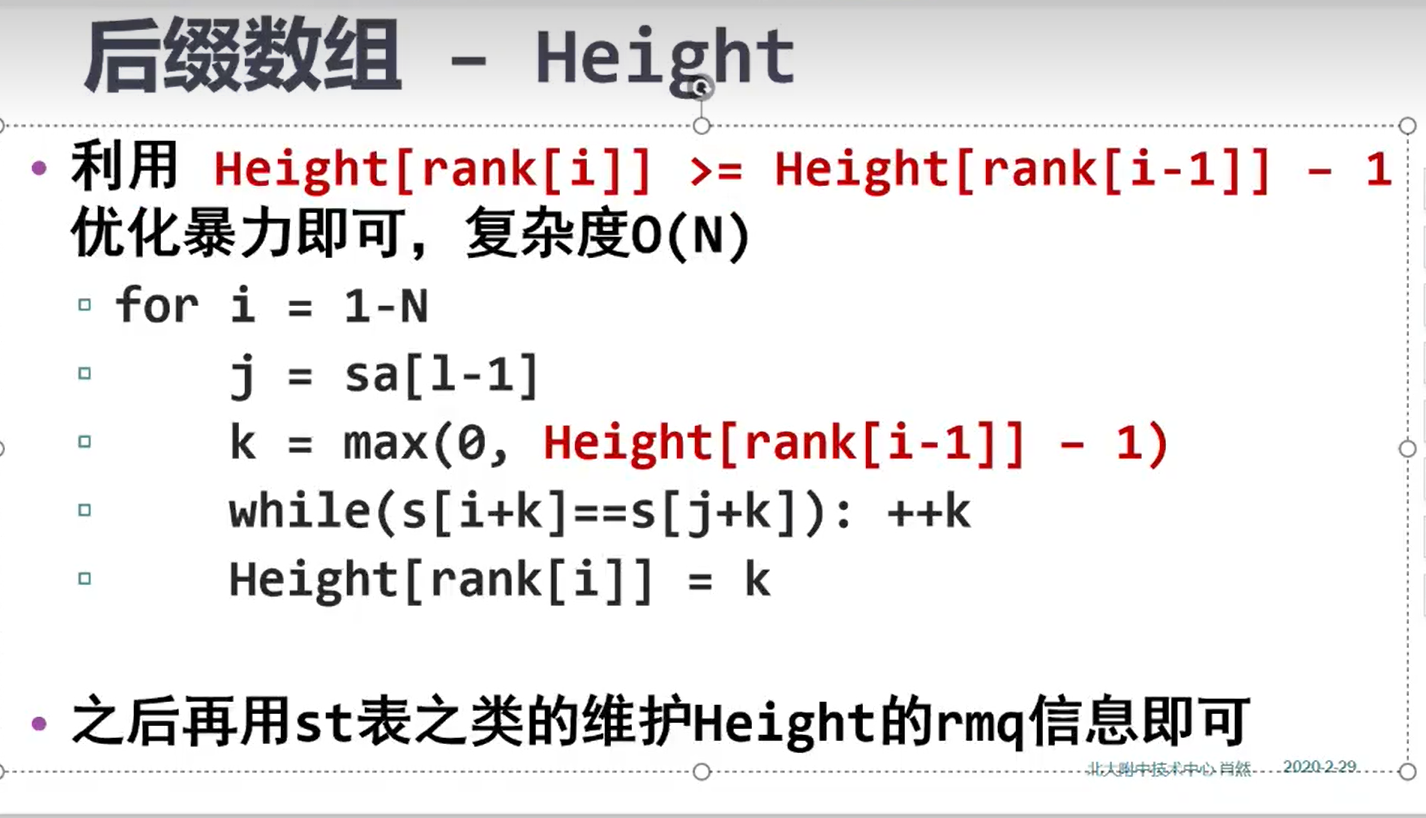 后缀数组 – Height
利用 Height[rank[i]] >= Height[rank[i-1]] – 1
优化暴力即可，复杂度O(N)
for i = 1-N
j = sa[l-1]
k = max(0, Height[rank[i-1]] – 1)
while(s[i+k]==s[j+k]): ++k
Height[rank[i]] = k
之后再用st表之类的维护Height的rmq信息即可
北大附中技术中心 肖然 2020-2-29